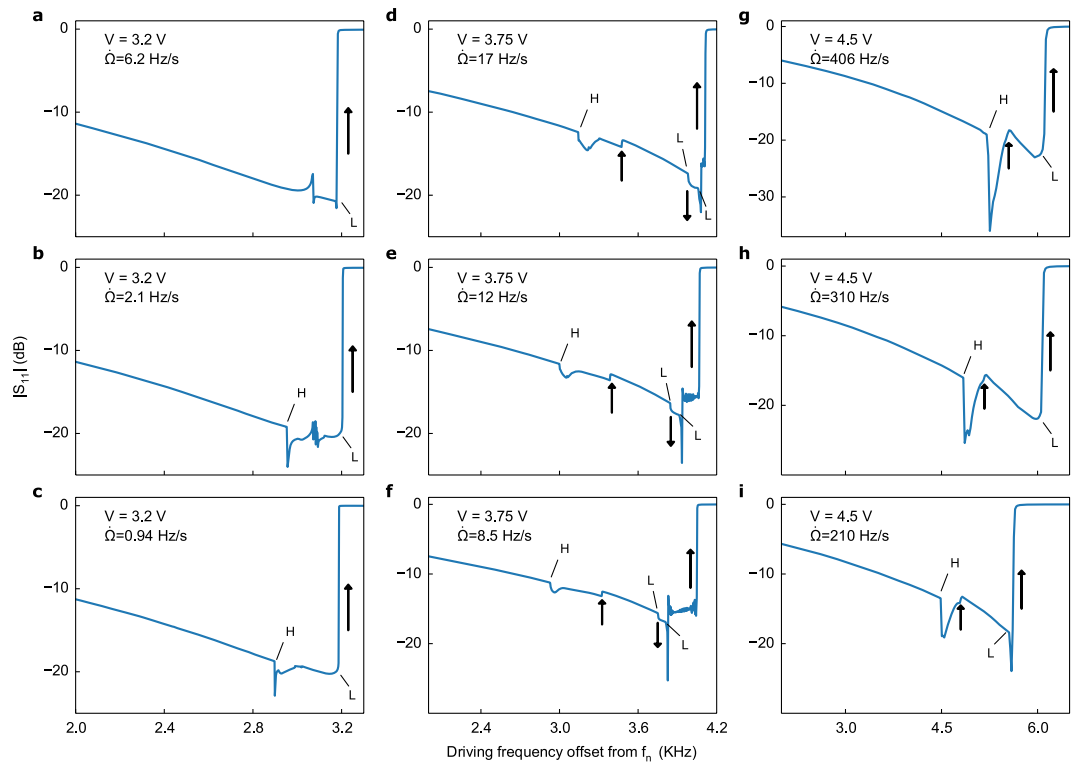 a
V = 3.2 V
Ω̇=6.2 Hz/s
0
−10
−20
L
b
V = 3.2 V
Ω̇=2.1 Hz/s
0
−10
−20
H
L
|S11| (dB)
c
V = 3.2 V
Ω̇=0.94 Hz/s
0
−10
−20
H
L
2.0 2.4 2.8 3.2
d
V = 3.75 V
Ω̇=17 Hz/s
0
−10
−20
H
L
L
e
V = 3.75 V
Ω̇=12 Hz/s
0
−10
−20
H
L
L
f
V = 3.75 V
Ω̇=8.5 Hz/s
0
−10
−20
H
L
L
2.4 3.0 3.6 4.2
g
V = 4.5 V
Ω̇=406 Hz/s
0
−10
−20
−30
H
L
h
V = 4.5 V
Ω̇=310 Hz/s
0
−10
−20
H
L
i
V = 4.5 V
Ω̇=210 Hz/s
0
−10
−20
H
L
3.0 4.5 6.0
Driving frequency offset from fn (KHz)